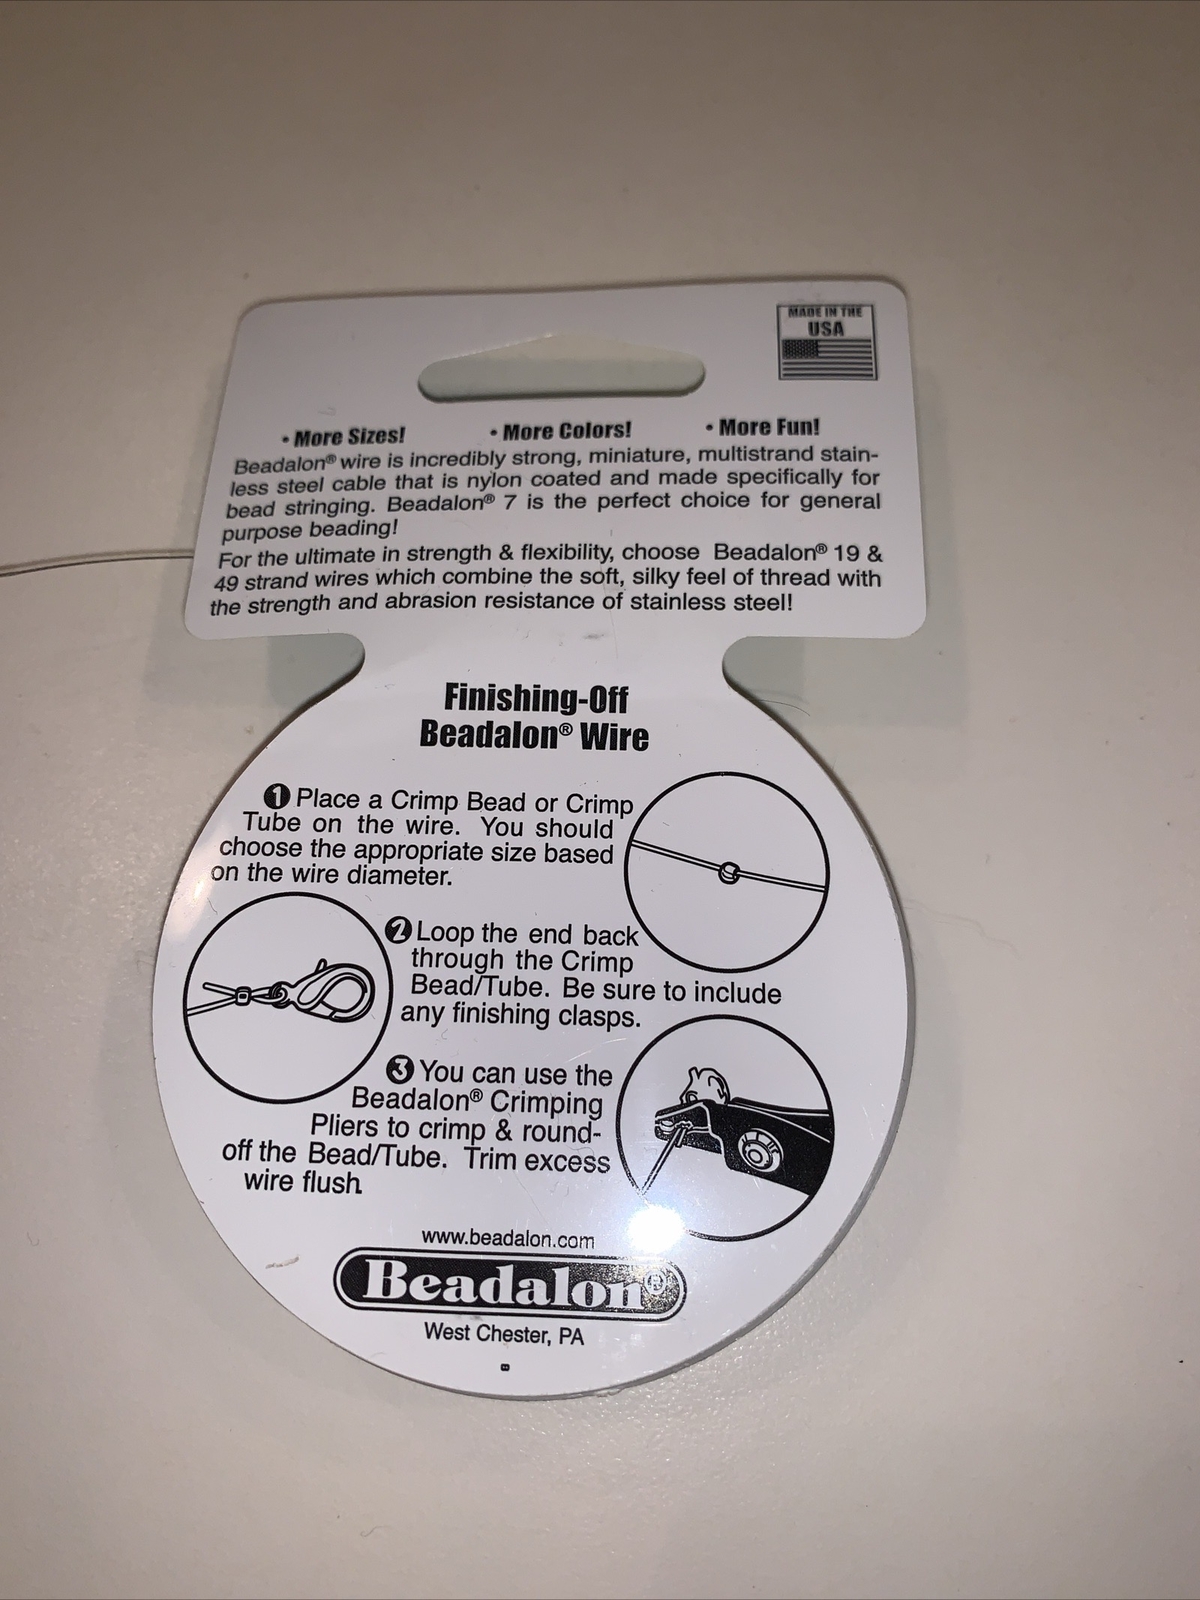 MADE IN THE
USA
• More Sizes! • More Colors! • More Fun!
Beadalon® wire is incredibly strong, miniature, multistrand stain-
less steel cable that is nylon coated and made specifically for
bead stringing. Beadalon® 7 is the perfect choice for general
purpose beading!
For the ultimate in strength & flexibility, choose Beadalon® 19 &
49 strand wires which combine the soft, silky feel of thread with
the strength and abrasion resistance of stainless steel!
Finishing-Off
Beadalon® Wire
1 Place a Crimp Bead or Crimp
Tube on the wire. You should
choose the appropriate size based
on the wire diameter.
2 Loop the end back
through the Crimp
Bead/Tube. Be sure to include
any finishing clasps.
3 You can use the
Beadalon® Crimping
Pliers to crimp & round-
off the Bead/Tube. Trim excess
wire flush.
www.beadalon.com
Beadalon®
West Chester, PA